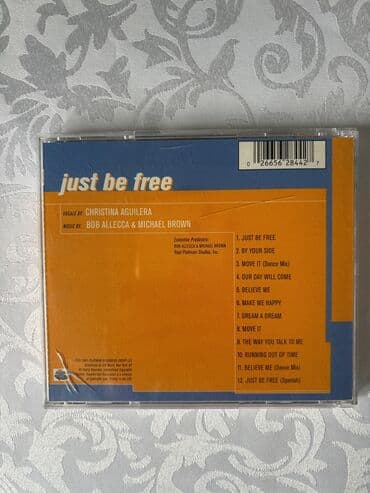 0 26656 28442 7
just be free
VOCALS BY: CHRISTINA AGUILERA
MUSIC BY: BOB ALLECCA & MICHAEL BROWN
Executive Producers:
BOB ALLECCA & MICHAEL BROWN
Real Platinum Studios, Inc.
1. JUST BE FREE
2. BY YOUR SIDE
3. MOVE IT (Dance Mix)
4. OUR DAY WILL COME
5. BELIEVE ME
6. MAKE ME HAPPY
7. DREAM A DREAM
8. MOVE IT
9. THE WAY YOU TALK TO ME
10. RUNNING OUT OF TIME
11. BELIEVE ME (Dance Mix)
12. JUST BE FREE (Spanish)